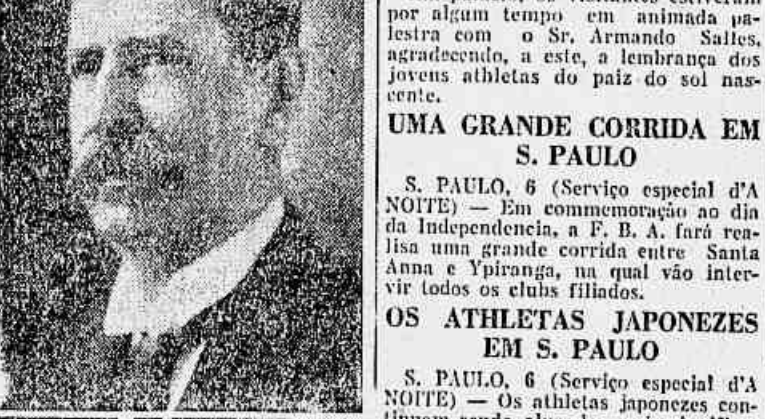 por algum tempo em animada pa-
lestra com o Sr. Armando Salles,
agradecendo, a este, a lembrança dos
jovens athletas do paiz do sol nas-
cente.
UMA GRANDE CORRIDA EM
S. PAULO
S. PAULO, 6 (Serviço especial d'A
NOITE) — Em commemoração ao dia
da Independencia, a F. B. A. fará rea-
lisa uma grande corrida entre Santa
Anna e Ypiranga, na qual vão inter-
vir todos os clubs filiados.
OS ATHLETAS JAPONEZES
EM S. PAULO
S. PAULO, 6 (Serviço especial d'A
NOITE) — Os athletas japonezes con-